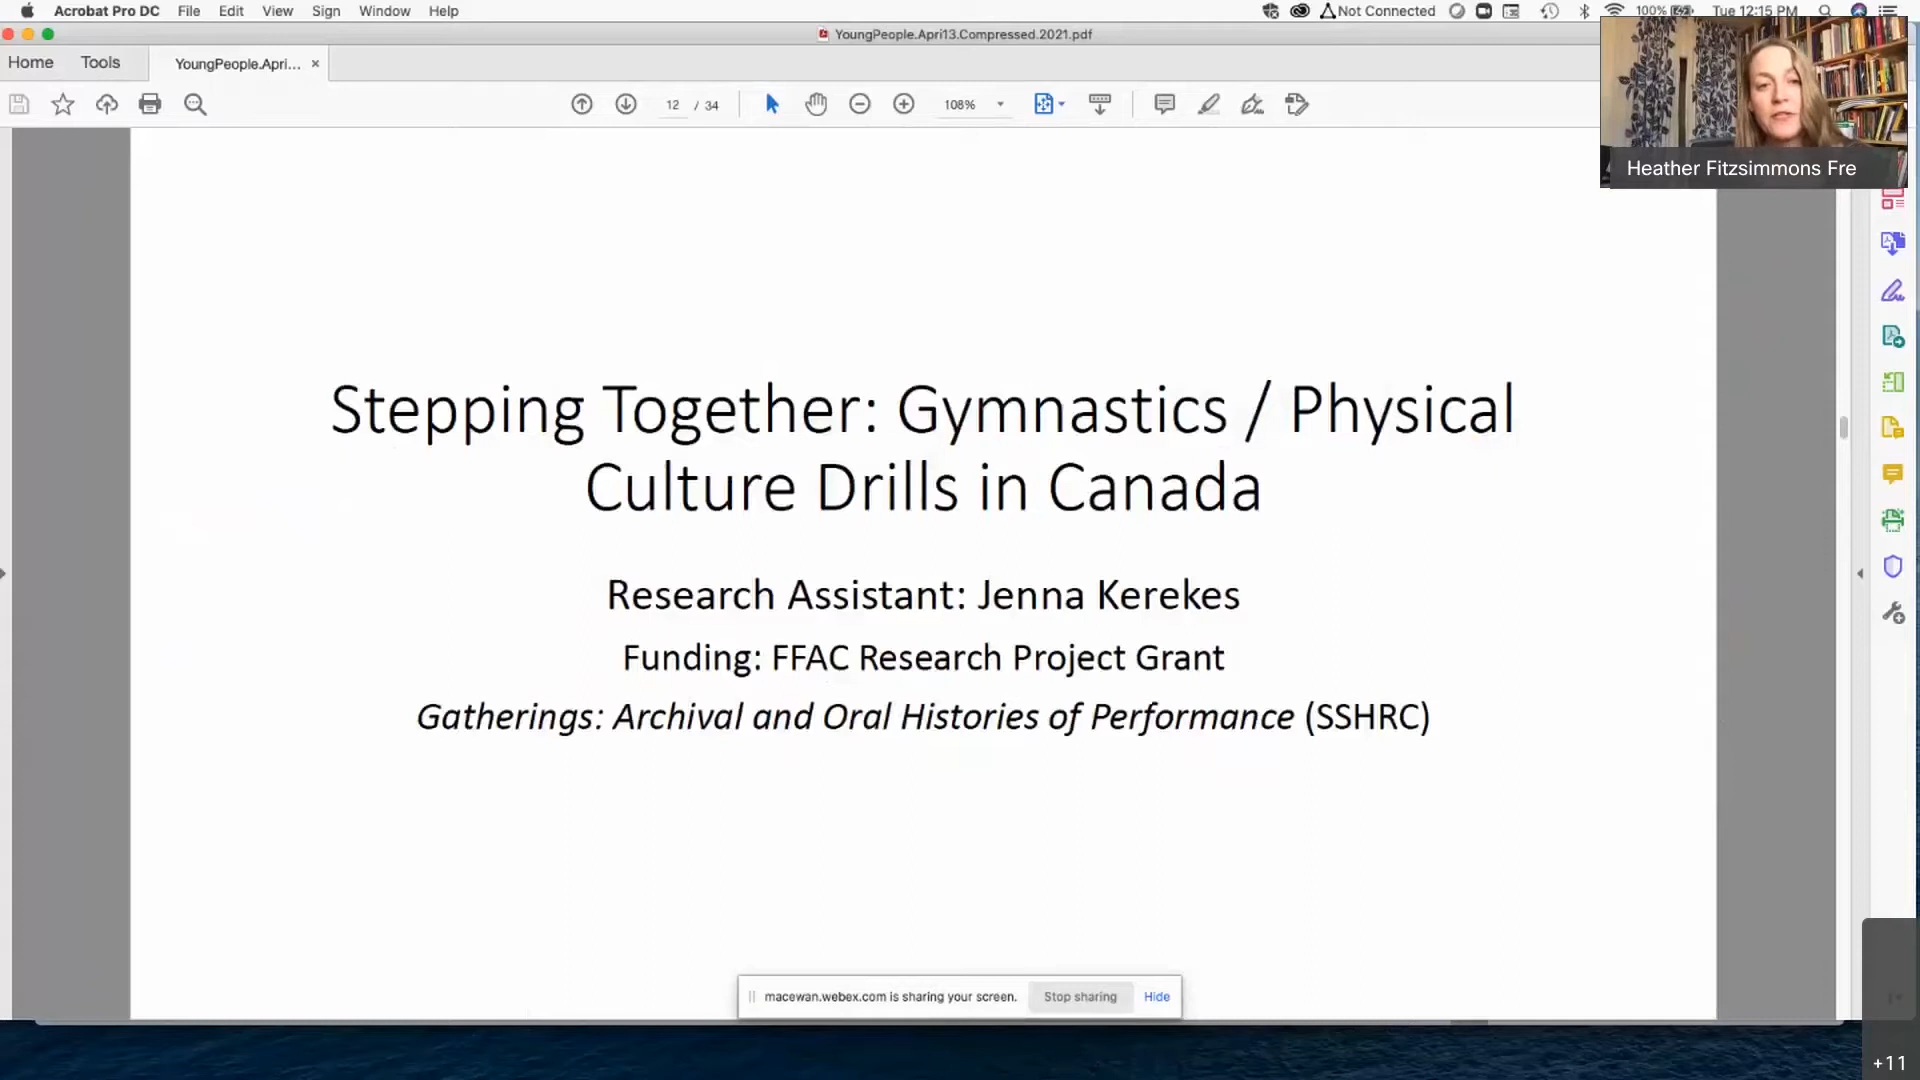 Acrobat Pro DC File Edit View Sign Window Help Not Connected 100% Tue 12:15 PM
YoungPeople.Apri13.Compressed.2021.pdf
Home Tools YoungPeople.Apri... ×
12 / 34 108%
Heather Fitzsimmons Fre
Stepping Together: Gymnastics / Physical
Culture Drills in Canada
Research Assistant: Jenna Kerekes
Funding: FFAC Research Project Grant
Gatherings: Archival and Oral Histories of Performance (SSHRC)
macewan.webex.com is sharing your screen. Stop sharing Hide
+11